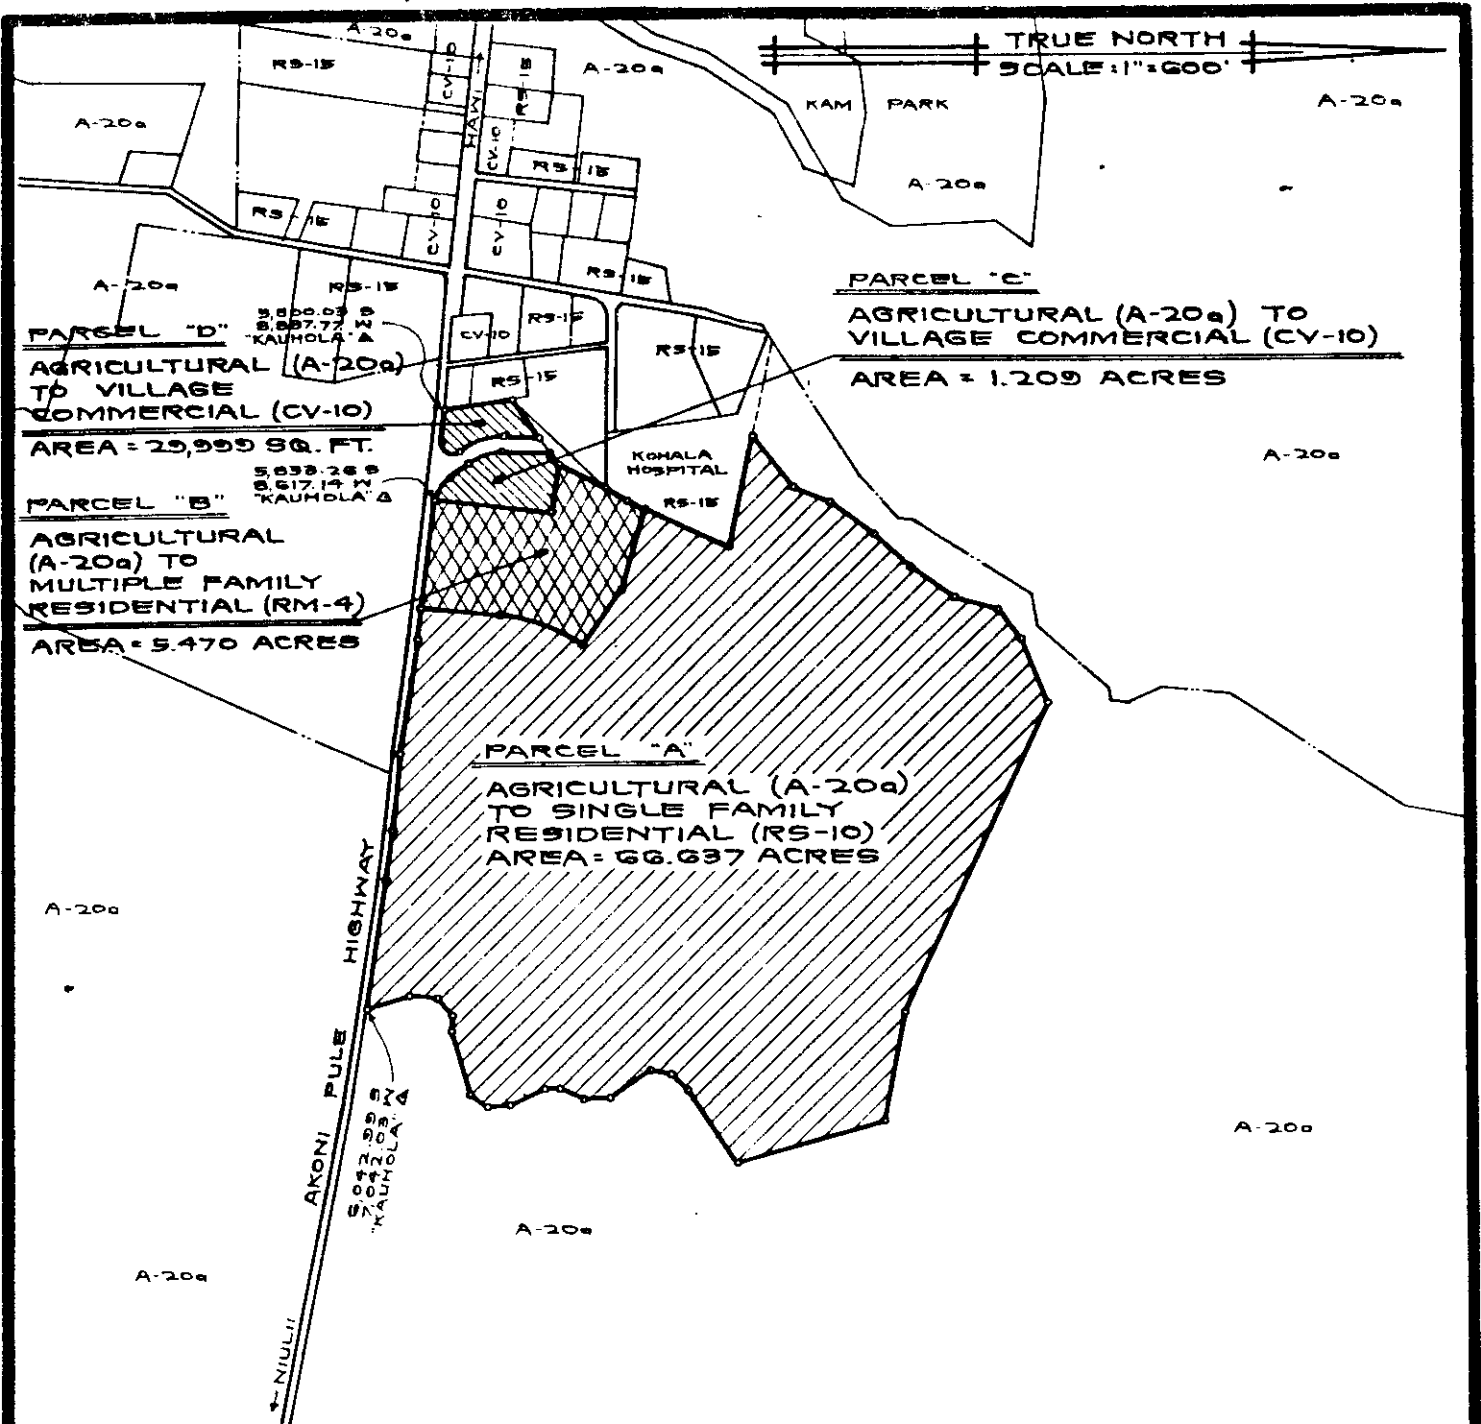 TRUE NORTH
SCALE: 1" = 600'
A-20a
RS-15
CV-10
HAWI
RS-15
A-20a
KAM PARK
A-20a
A-20a
CV-10
RS-15
A-20a
RS-15
CV-10
CV-10
A-20a
RS-15
RS-15
CV-10
RS-15
RS-15
RS-15
KOHALA
HOSPITAL
RS-15
PARCEL "C"
AGRICULTURAL (A-20a) TO
VILLAGE COMMERCIAL (CV-10)
AREA = 1.209 ACRES
A-20a
PARCEL "D"
AGRICULTURAL (A-20a)
TO VILLAGE
COMMERCIAL (CV-10)
AREA = 29,999 SQ. FT.
8,887.77 W
"KAUHOLA" Δ
8,617.14 W
"KAUHOLA" Δ
PARCEL "B"
AGRICULTURAL
(A-20a) TO
MULTIPLE FAMILY
RESIDENTIAL (RM-4)
AREA = 5.470 ACRES
PARCEL "A"
AGRICULTURAL (A-20a)
TO SINGLE FAMILY
RESIDENTIAL (RS-10)
AREA = 66.637 ACRES
A-20a
AKONI PULE HIGHWAY
7,042.03 W
"KAUHOLA" Δ
A-20a
A-20a
A-20a
← NIULII